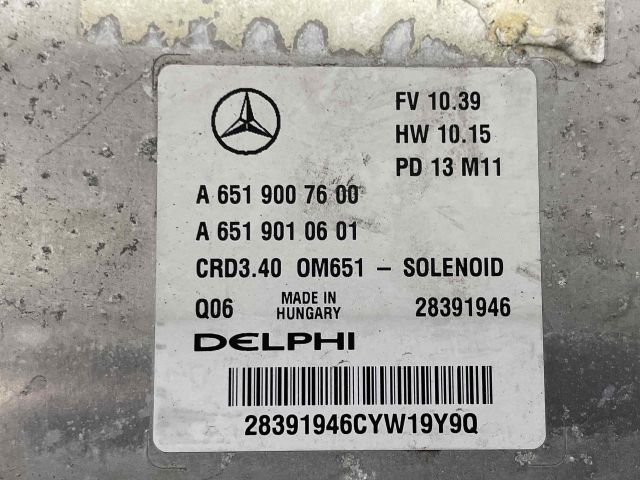 FV 10.39
HW 10.15
PD 13 M11
A 651 900 76 00
A 651 901 06 01
CRD3.40 OM651 – SOLENOID
Q06 MADE IN HUNGARY 28391946
DELPHI
28391946CYW19Y9Q